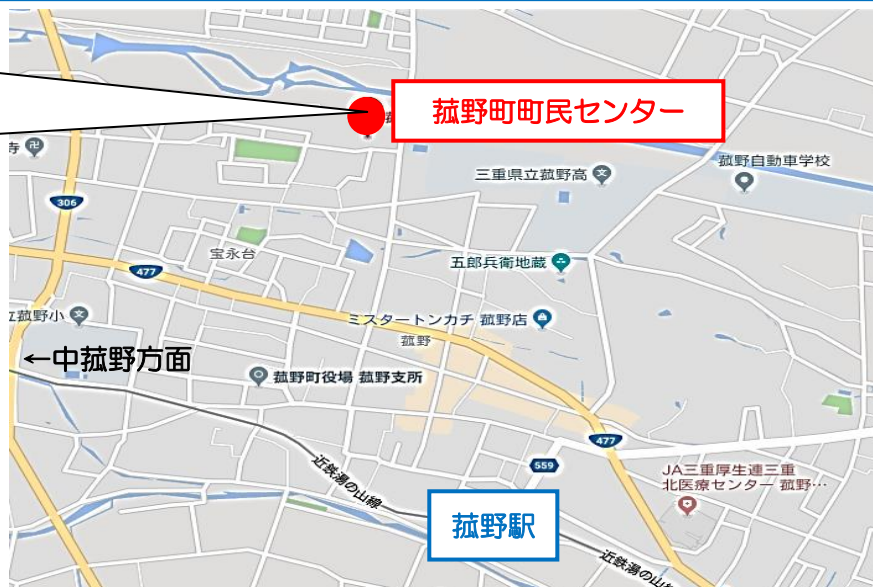 菰野町町民センター
寺
三重県立菰野高
菰野自動車学校
306
宝永台
五郎兵衛地蔵
477
立菰野小
ミスタートンカチ 菰野店
菰野
←中菰野方面
菰野町役場 菰野支所
477
559
近鉄湯の山線
JA三重厚生連三重
北医療センター 菰野…
菰野駅
近鉄湯の山線